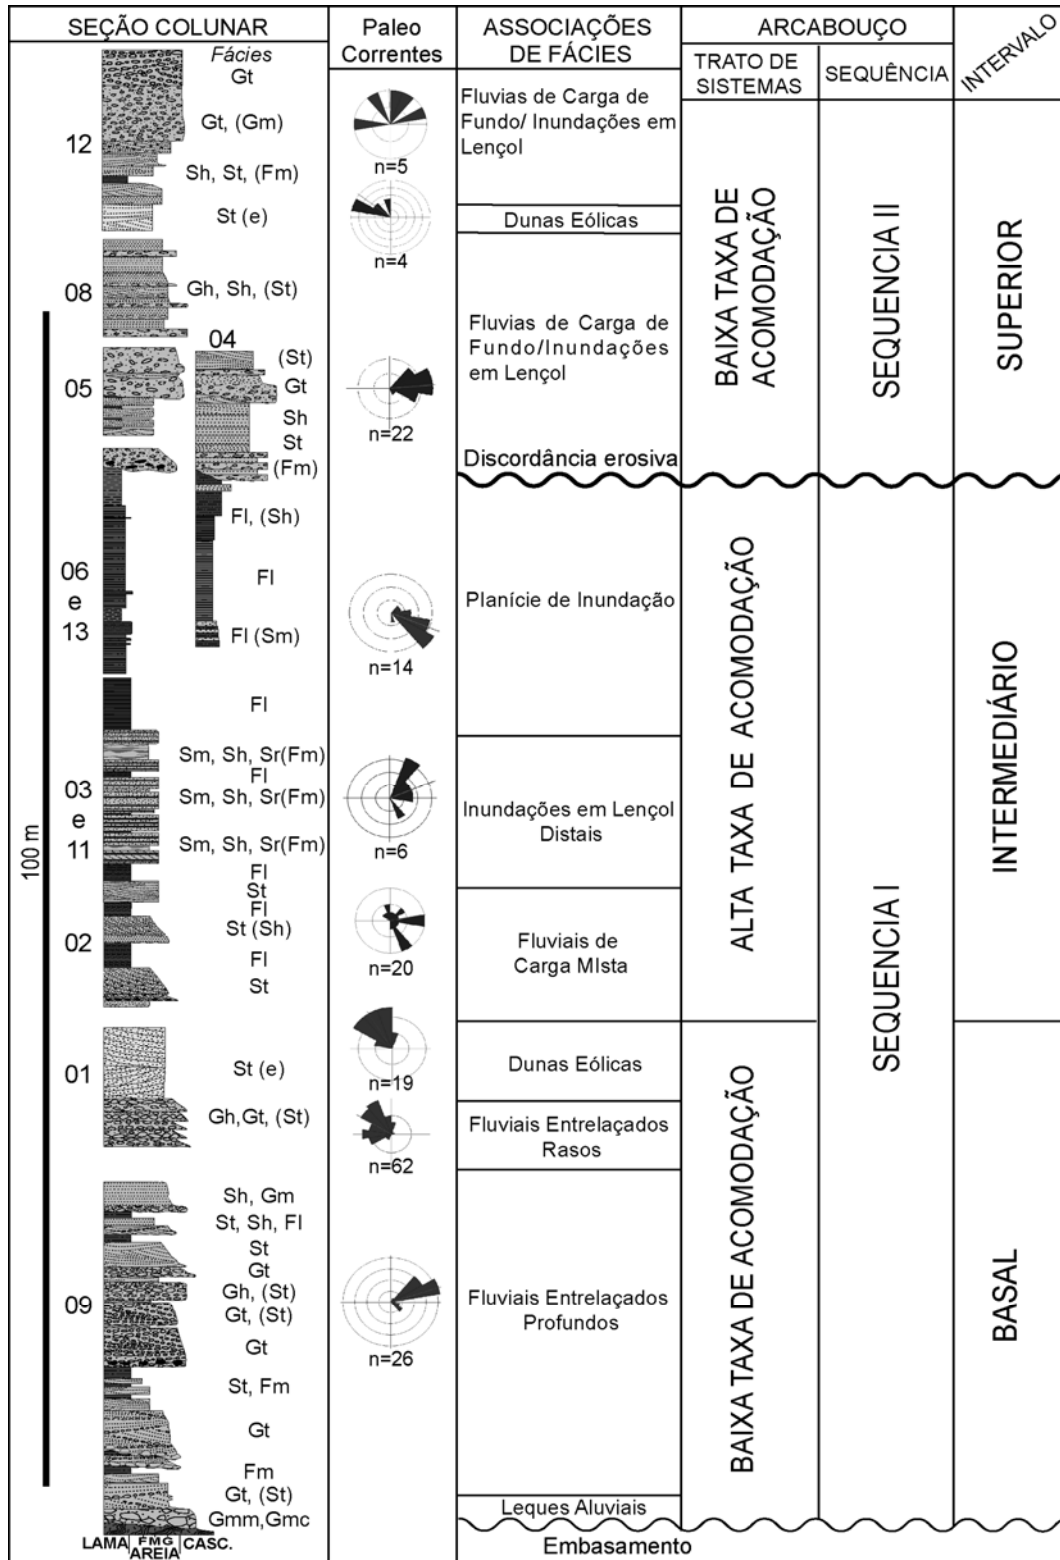 SEÇÃO COLUNAR
Paleo
Correntes
ASSOCIAÇÕES
DE FÁCIES
ARCABOUÇO
TRATO DE
SISTEMAS
SEQUÊNCIA
INTERVALO
Fácies
Gt
Gt, (Gm)
12
Sh, St, (Fm)
St (e)
08
Gh, Sh, (St)
04
(St)
05
Gt
Sh
St
(Fm)
Fl, (Sh)
06
e
13
Fl
Fl (Sm)
Fl
Sm, Sh, Sr(Fm)
Fl
03
e
11
Sm, Sh, Sr(Fm)
Sm, Sh, Sr(Fm)
Fl
St
Fl
02
St (Sh)
Fl
St
01
St (e)
Gh,Gt, (St)
Sh, Gm
St, Sh, Fl
St
Gt
09
Gh, (St)
Gt, (St)
Gt
St, Fm
Gt
Fm
Gt, (St)
Gmm,Gmc
100 m
LAMA
F M G
AREIA
CASC.
n=5
n=4
n=22
n=14
n=6
n=20
n=19
n=62
n=26
Fluvias de Carga de
Fundo/ Inundações em
Lençol
Dunas Eólicas
Fluvias de Carga de
Fundo/Inundações
em Lençol
Discordância erosiva
Planície de Inundação
Inundações em Lençol
Distais
Fluviais de
Carga MIsta
Dunas Eólicas
Fluviais Entrelaçados
Rasos
Fluviais Entrelaçados
Profundos
Leques Aluviais
Embasamento
BAIXA TAXA DE
ACOMODAÇÃO
ALTA TAXA DE ACOMODAÇÃO
BAIXA TAXA DE ACOMODAÇÃO
SEQUENCIA II
SEQUENCIA I
SUPERIOR
INTERMEDIÁRIO
BASAL